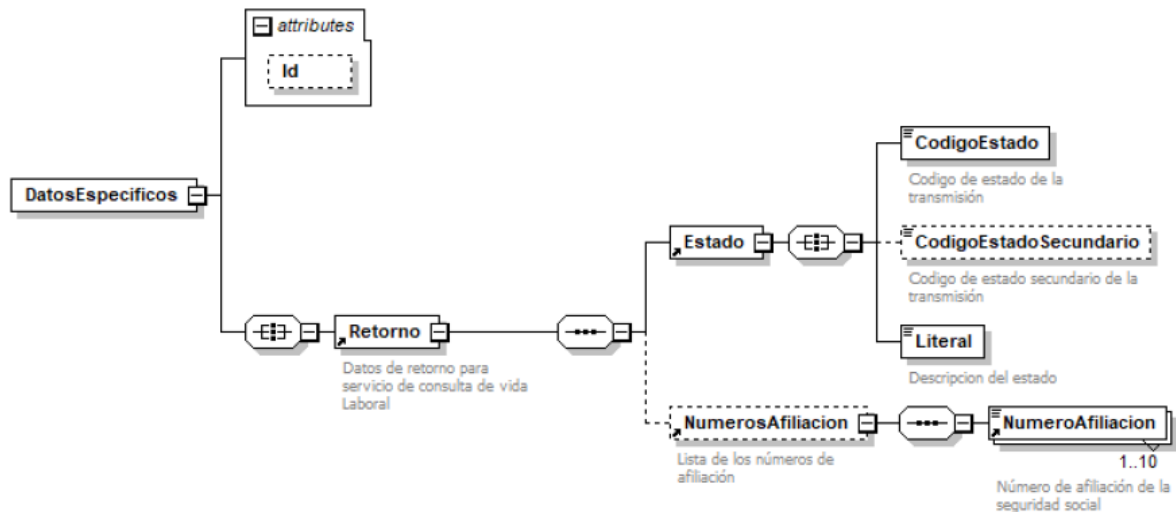 attributes
Id
DatosEspecificos
CodigoEstado
Codigo de estado de la
transmisión
Estado
CodigoEstadoSecundario
Codigo de estado secundario de la
transmisión
Retorno
Datos de retorno para
servicio de consulta de vida
Laboral
Literal
Descripcion del estado
NumerosAfiliacion
Lista de los números de
afiliación
NumeroAfiliacion
1..10
Número de afiliación de la
seguridad social